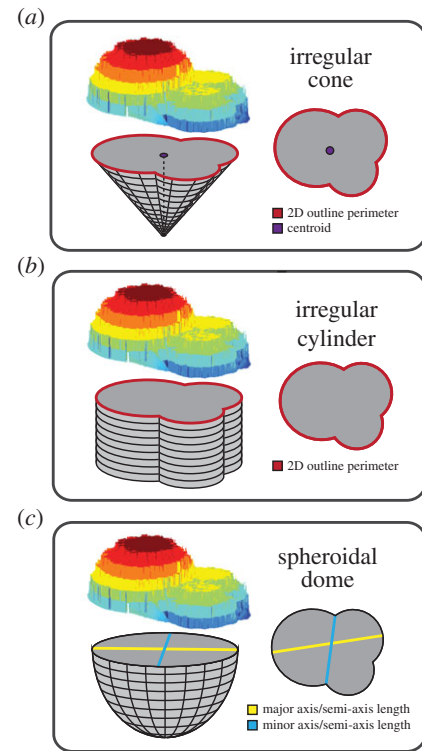 (a)
irregular
cone
2D outline perimeter
centroid
(b)
irregular
cylinder
2D outline perimeter
(c)
spheroidal
dome
major axis/semi-axis length
minor axis/semi-axis length